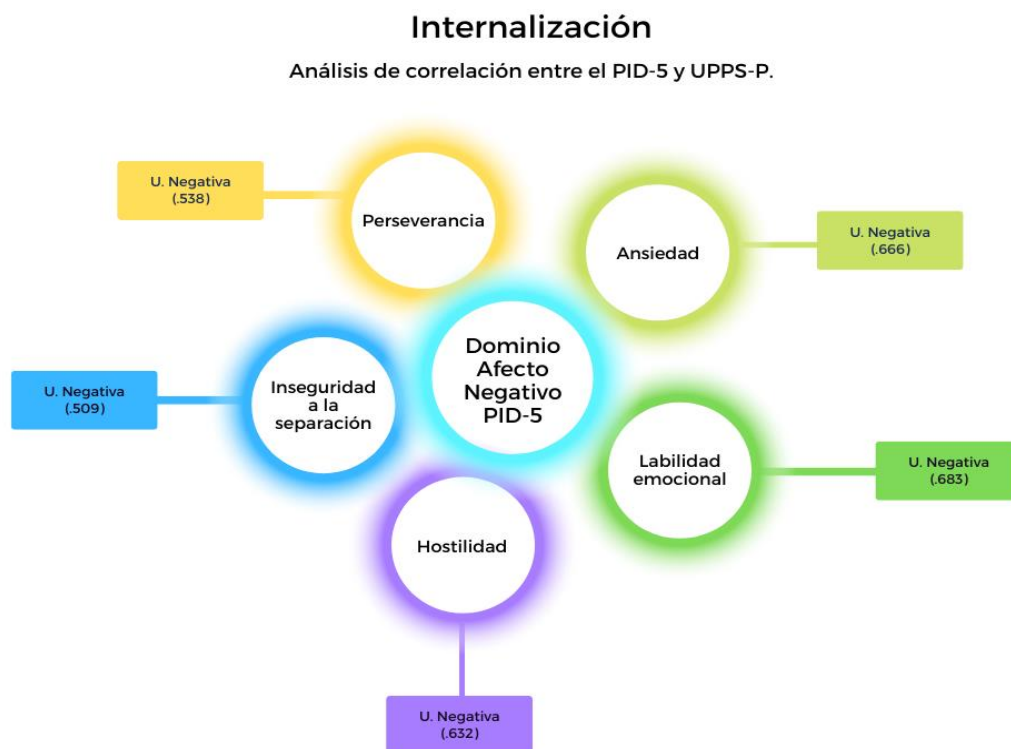 Internalización
Análisis de correlación entre el PID-5 y UPPS-P.
U. Negativa
(.538)
Perseverancia
Ansiedad
U. Negativa
(.666)
Inseguridad
a la
separación
U. Negativa
(.509)
Dominio
Afecto
Negativo
PID-5
Labilidad
emocional
U. Negativa
(.683)
Hostilidad
U. Negativa
(.632)